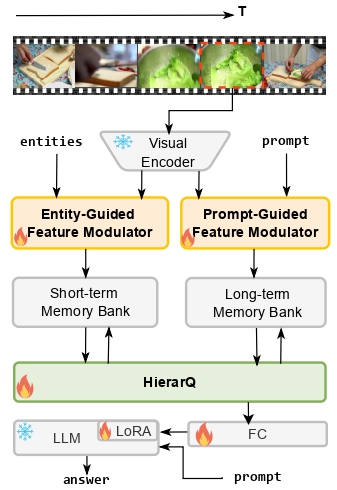 T
entities
Visual
Encoder
prompt
Entity-Guided
Feature Modulator
Prompt-Guided
Feature Modulator
Short-term
Memory Bank
Long-term
Memory Bank
HierarQ
LLM
LoRA
FC
answer
prompt